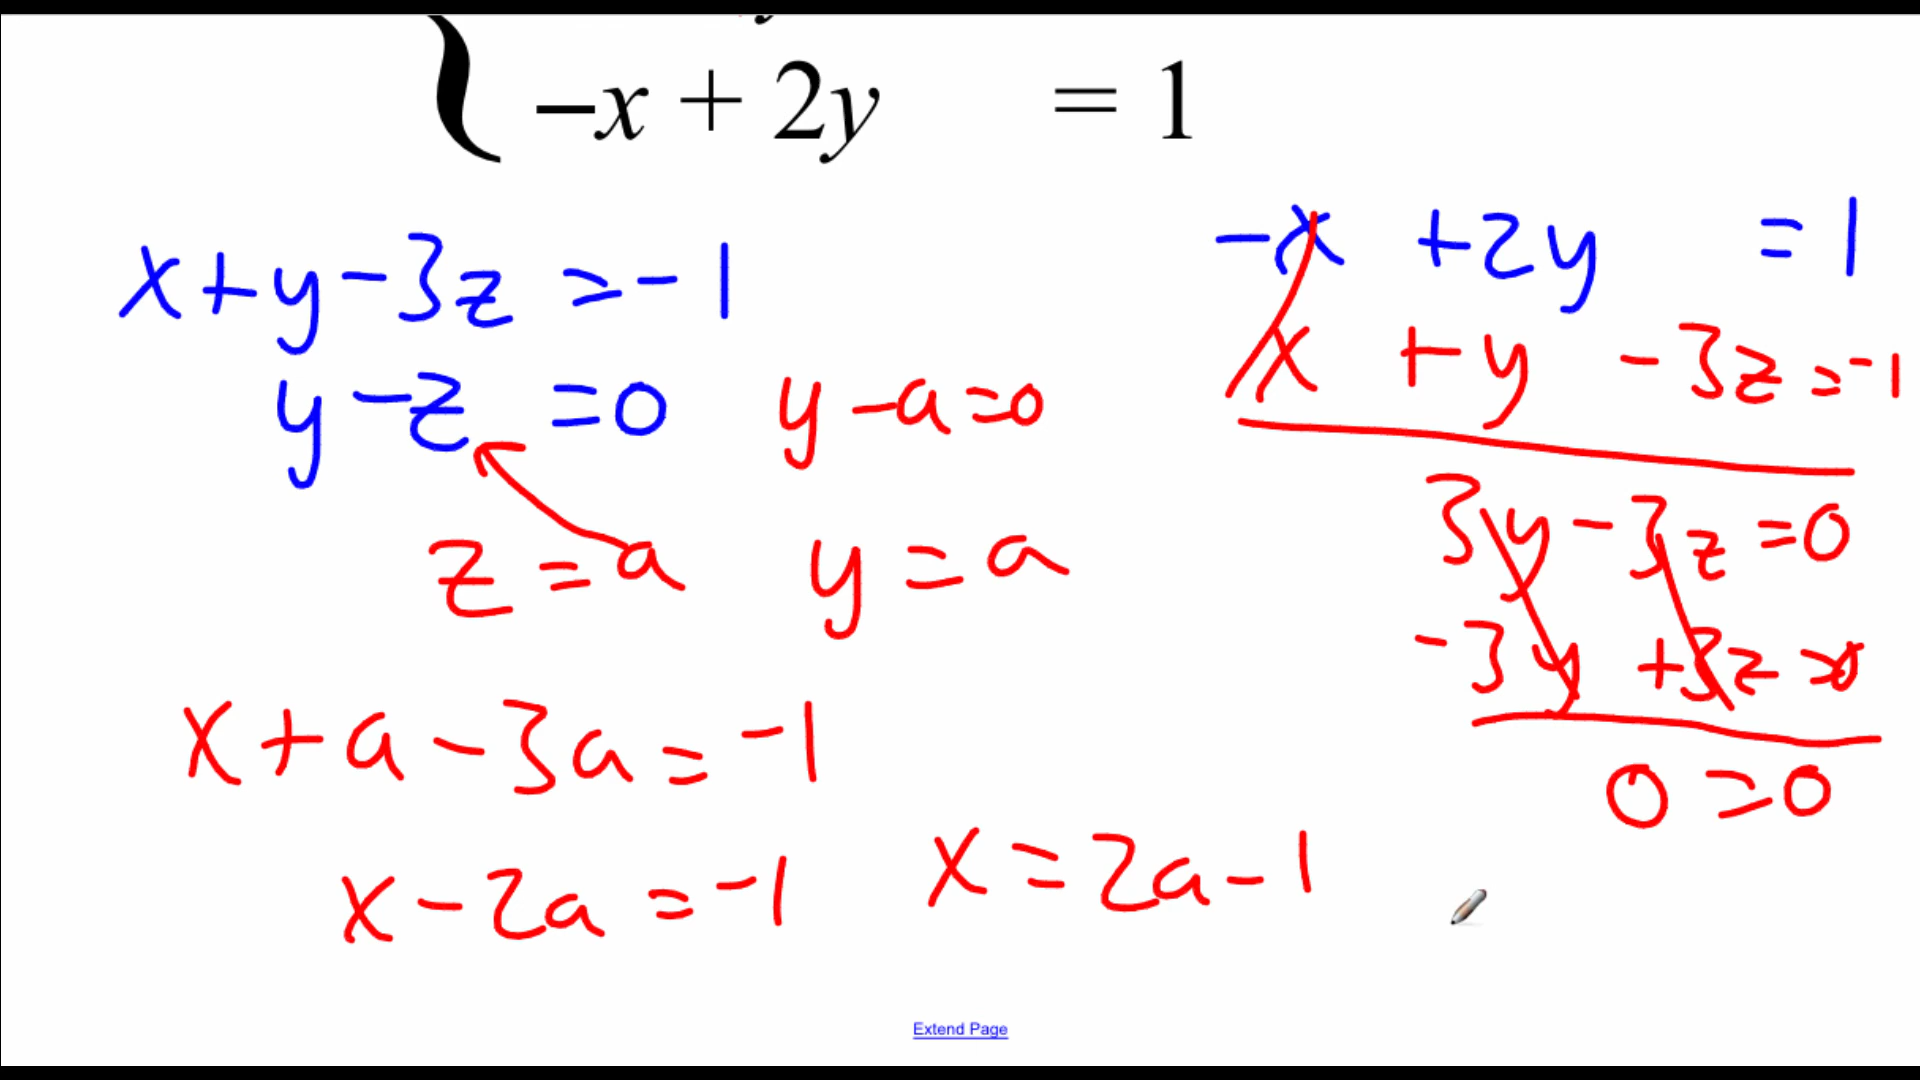 −x + 2y = 1
x + y - 3z = -1
y - z = 0 y - a = 0
z = a y = a
x + a - 3a = -1
x - 2a = -1 x = 2a - 1
-x + 2y = 1
x + y - 3z = -1
3y - 3z = 0
-3y + 3z = 0
0 = 0
Extend Page